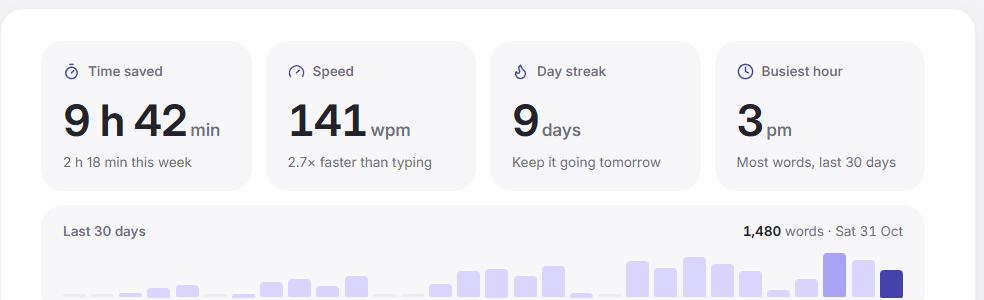 Time saved
9 h 42 min
2 h 18 min this week
Speed
141 wpm
2.7× faster than typing
Day streak
9 days
Keep it going tomorrow
Busiest hour
3 pm
Most words, last 30 days
Last 30 days
1,480 words · Sat 31 Oct